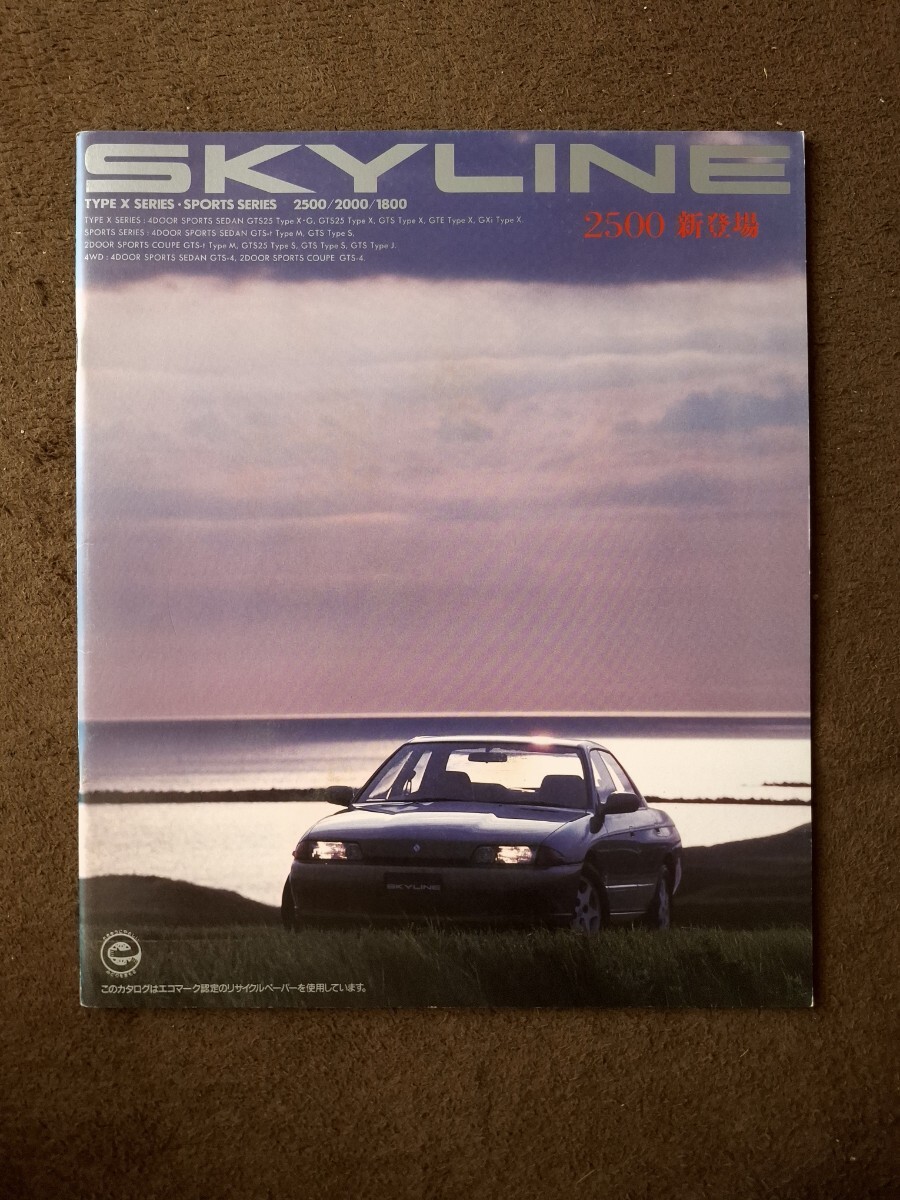 SKYLINE
TYPE X SERIES・SPORTS SERIES 2500/2000/1800
TYPE X SERIES : 4DOOR SPORTS SEDAN GTS25 Type X・G, GTS25 Type X, GTS Type X, GTE Type X, GXi Type X.
SPORTS SERIES : 4DOOR SPORTS SEDAN GTS-t Type M, GTS Type S,
2DOOR SPORTS COUPE GTS-t Type M, GTS25 Type S, GTS Type S, GTS Type J.
4WD : 4DOOR SPORTS SEDAN GTS-4, 2DOOR SPORTS COUPE GTS-4.
2500 新登場
SKYLINE
このカタログはエコマーク認定のリサイクルペーパーを使用しています。